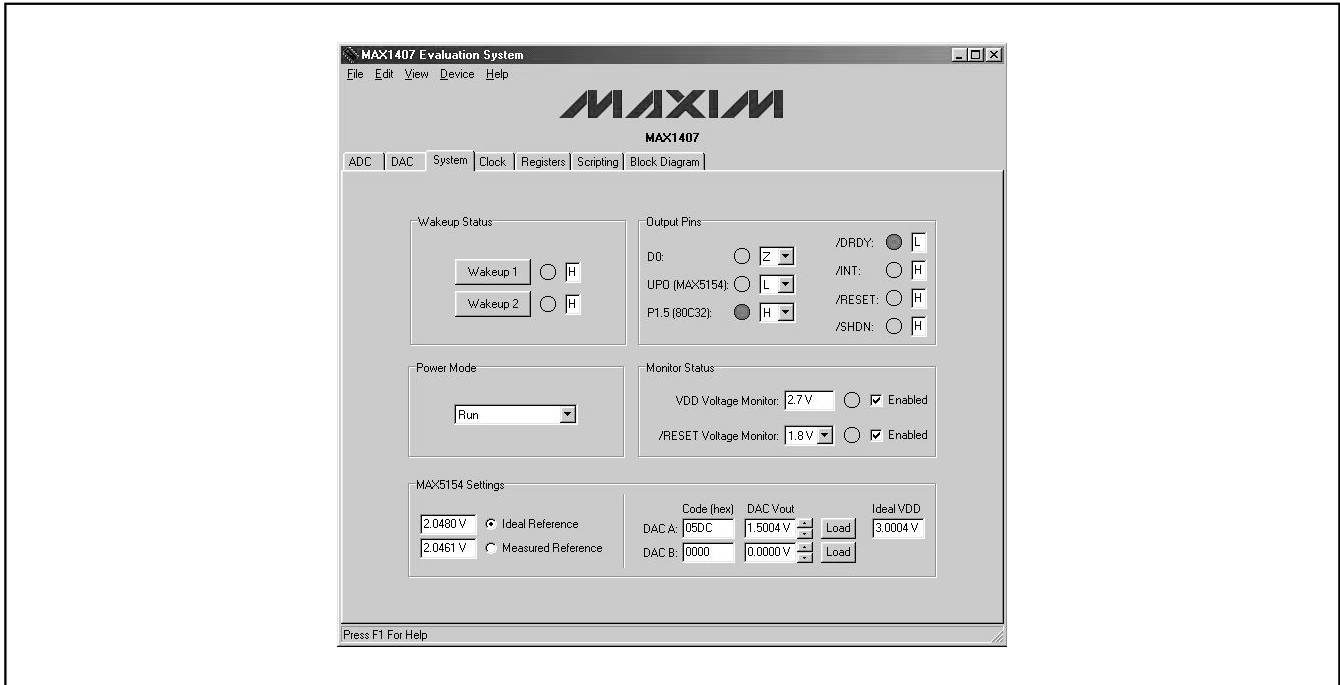 MAX1407 Evaluation System
File Edit View Device Help
MAXIM
MAX1407
ADC DAC System Clock Registers Scripting Block Diagram
Wakeup Status
Wakeup 1 H
Wakeup 2 H
Output Pins
D0: Z
UPO (MAX5154): L
P1.5 (80C32): H
/DRDY: L
/INT: H
/RESET: H
/SHDN: H
Power Mode
Run
Monitor Status
VDD Voltage Monitor: 2.7 V Enabled
/RESET Voltage Monitor: 1.8 V Enabled
MAX5154 Settings
2.0480 V Ideal Reference
2.0461 V Measured Reference
Code (hex) DAC Vout Ideal VDD
DAC A: 05DC 1.5004 V Load 3.0004 V
DAC B: 0000 0.0000 V Load
Press F1 For Help